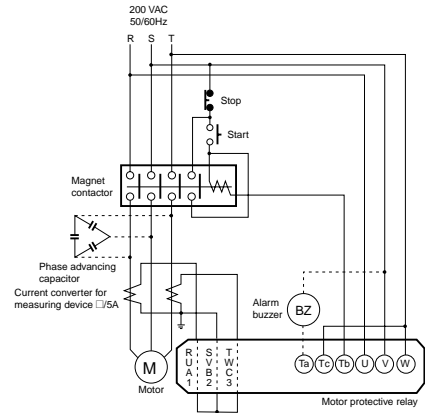 200 VAC
50/60Hz
R S T
Stop
Start
Magnet
contactor
Phase advancing
capacitor
Current converter for
measuring device □/5A
Alarm
buzzer
BZ
M
Motor
R S T
U V W
A B C
1 2 3
Ta Tc Tb U V W
Motor protective relay